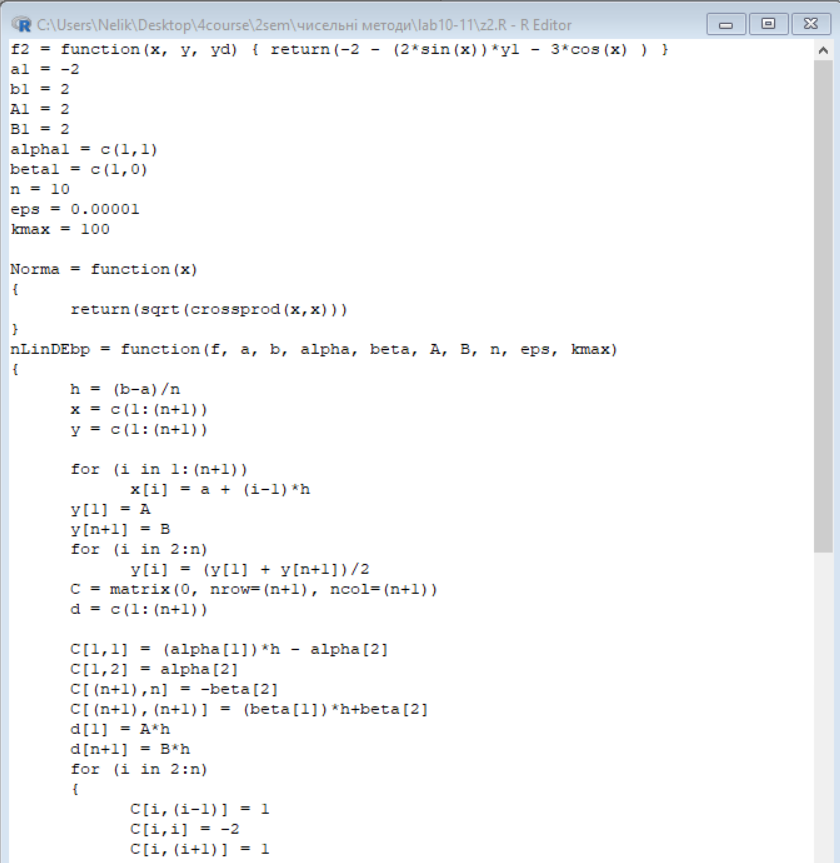 C:\Users\Nelik\Desktop\4course\2sem\чисельні методи\lab10-11\z2.R - R Editor
f2 = function(x, y, yd) { return(-2 - (2*sin(x))*y1 - 3*cos(x) ) }
a1 = -2
b1 = 2
A1 = 2
B1 = 2
alpha1 = c(1,1)
beta1 = c(1,0)
n = 10
eps = 0.00001
kmax = 100
Norma = function(x)
{
return(sqrt(crossprod(x,x)))
}
nLinDEbp = function(f, a, b, alpha, beta, A, B, n, eps, kmax)
{
h = (b-a)/n
x = c(1:(n+1))
y = c(1:(n+1))
for (i in 1:(n+1))
x[i] = a + (i-1)*h
y[1] = A
y[n+1] = B
for (i in 2:n)
y[i] = (y[1] + y[n+1])/2
C = matrix(0, nrow=(n+1), ncol=(n+1))
d = c(1:(n+1))
C[1,1] = (alpha[1])*h - alpha[2]
C[1,2] = alpha[2]
C[(n+1),n] = -beta[2]
C[(n+1),(n+1)] = (beta[1])*h+beta[2]
d[1] = A*h
d[n+1] = B*h
for (i in 2:n)
{
C[i,(i-1)] = 1
C[i,i] = -2
C[i,(i+1)] = 1